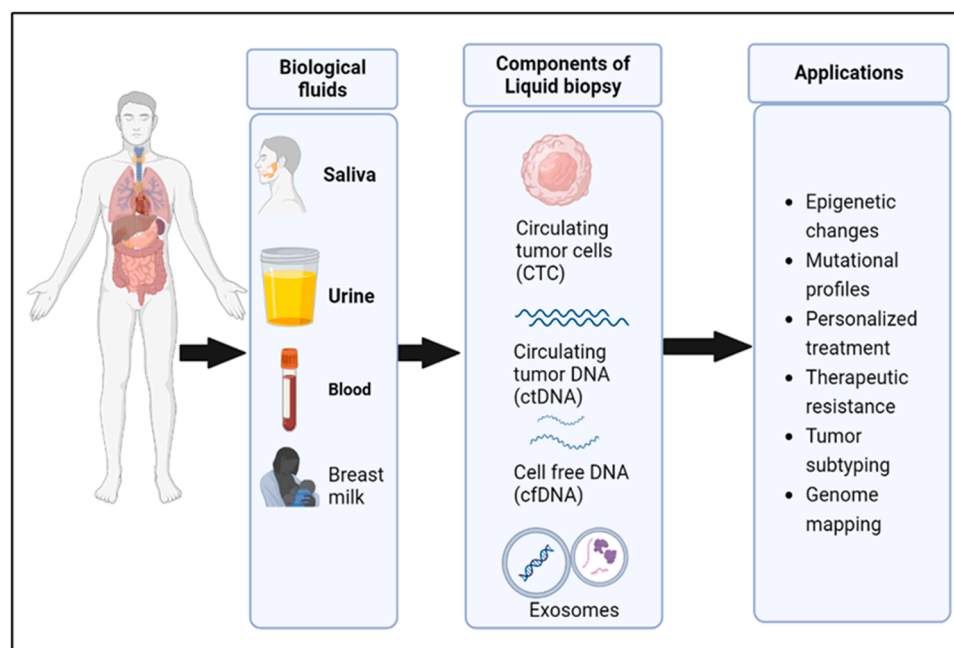 Biological
fluids
Saliva
Urine
Blood
Breast
milk
Components of
Liquid biopsy
Circulating
tumor cells
(CTC)
Circulating
tumor DNA
(ctDNA)
Cell free DNA
(cfDNA)
Exosomes
Applications
• Epigenetic
changes
• Mutational
profiles
• Personalized
treatment
• Therapeutic
resistance
• Tumor
subtyping
• Genome
mapping